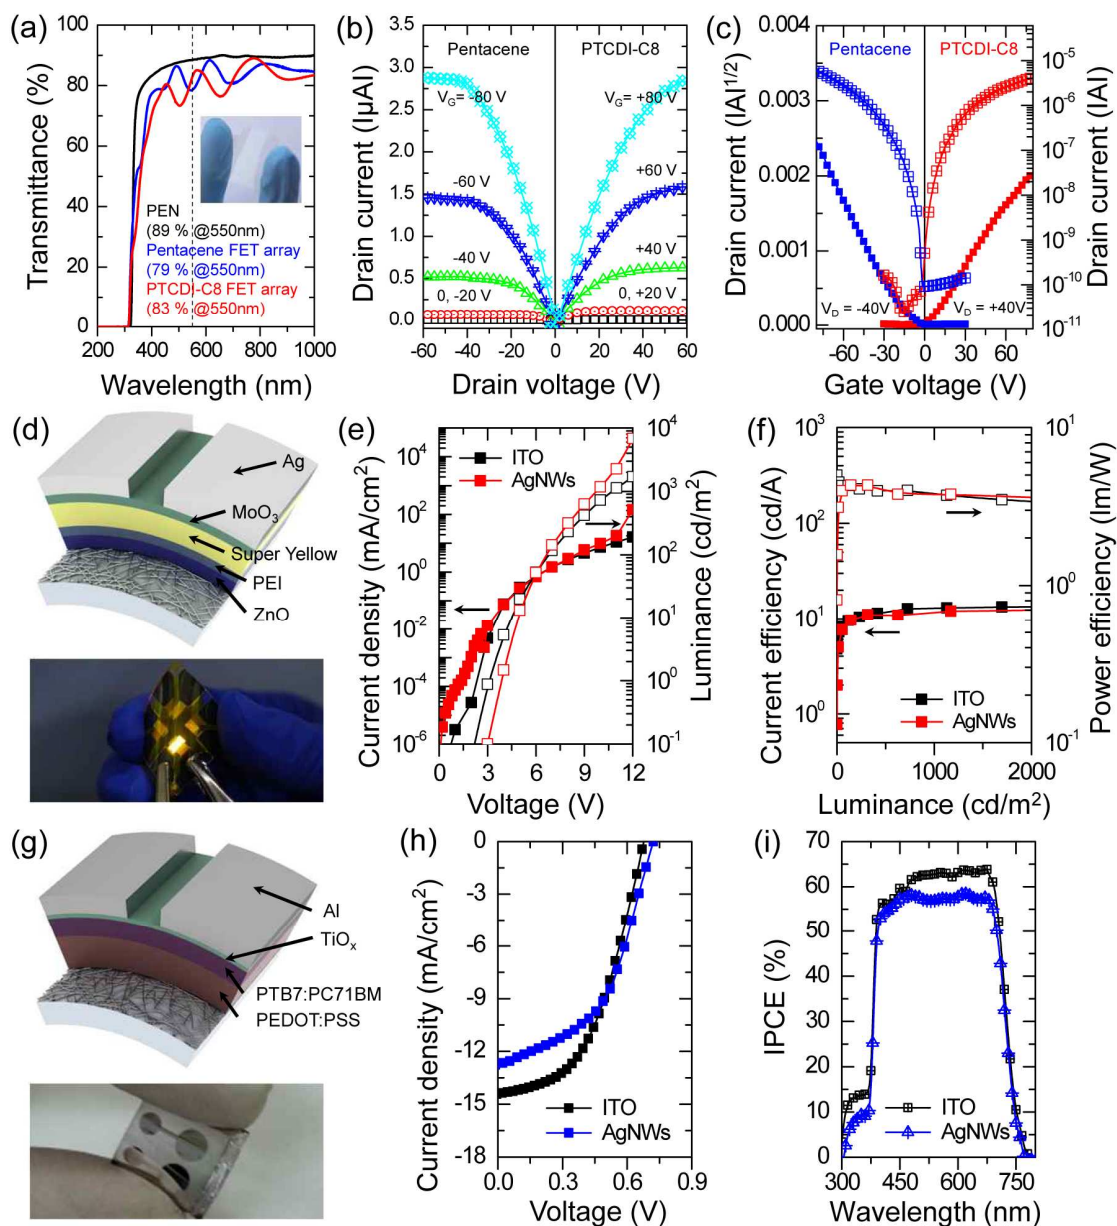 (a)
Transmittance (%)
100
80
60
40
20
0
PEN
(89 % @550nm)
Pentacene FET array
(79 % @550nm)
PTCDI-C8 FET array
(83 % @550nm)
200 400 600 800 1000
Wavelength (nm)
(b)
Drain current (lµAl)
3.5
3.0
2.5
2.0
1.5
1.0
0.5
0.0
Pentacene PTCDI-C8
V_G= -80 V +80 V
-60 V +60 V
-40 V +40 V
0, -20 V 0, +20 V
-60 -40 -20 0 20 40 60
Drain voltage (V)
(c)
Drain current (lAl^1/2)
0.004
0.003
0.002
0.001
0.000
Pentacene PTCDI-C8
V_D = -40V V_D = +40V
10^-5
10^-6
10^-7
10^-8
10^-9
10^-10
10^-11
Drain current (lAl)
-60 -30 0 30 60
Gate voltage (V)
(d)
Ag
MoO3
Super Yellow
PEI
ZnO
(e)
Current density (mA/cm²)
10^4
10^2
10^0
10^-2
10^-4
10^-6
ITO
AgNWs
10^4
10^3
10^2
10^1
10^0
10^-1
Luminance (cd/m²)
0 3 6 9 12
Voltage (V)
(f)
Current efficiency (cd/A)
10^3
10^2
10^1
10^0
ITO
AgNWs
10^1
10^0
10^-1
Power efficiency (lm/W)
0 500 1000 1500 2000
Luminance (cd/m²)
(g)
Al
TiOx
PTB7:PC71BM
PEDOT:PSS
(h)
Current density (mA/cm²)
0
-3
-6
-9
-12
-15
-18
ITO
AgNWs
0.0 0.3 0.6 0.9
Voltage (V)
(i)
IPCE (%)
70
60
50
40
30
20
10
0
ITO
AgNWs
300 450 600 750
Wavelength (nm)